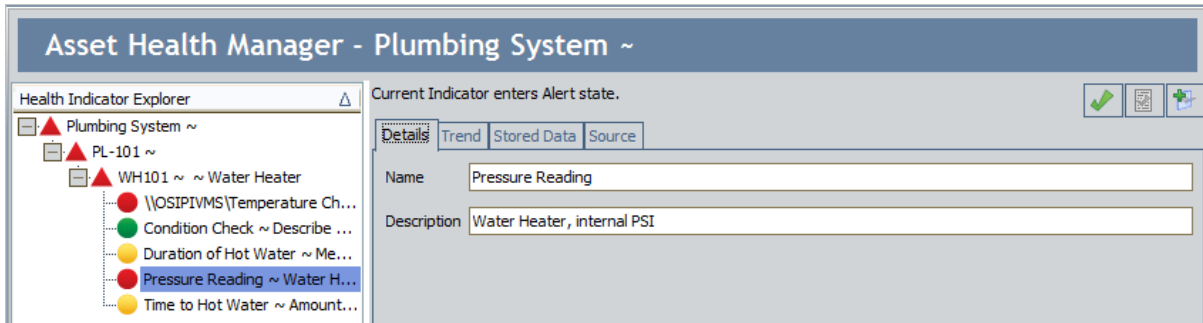 Asset Health Manager - Plumbing System ~
Health Indicator Explorer
Plumbing System ~
PL-101 ~
WH101 ~ ~ Water Heater
\\OSIPIVMS\Temperature Ch...
Condition Check ~ Describe ...
Duration of Hot Water ~ Me...
Pressure Reading ~ Water H...
Time to Hot Water ~ Amount...
Current Indicator enters Alert state.
Details Trend Stored Data Source
Name Pressure Reading
Description Water Heater, internal PSI